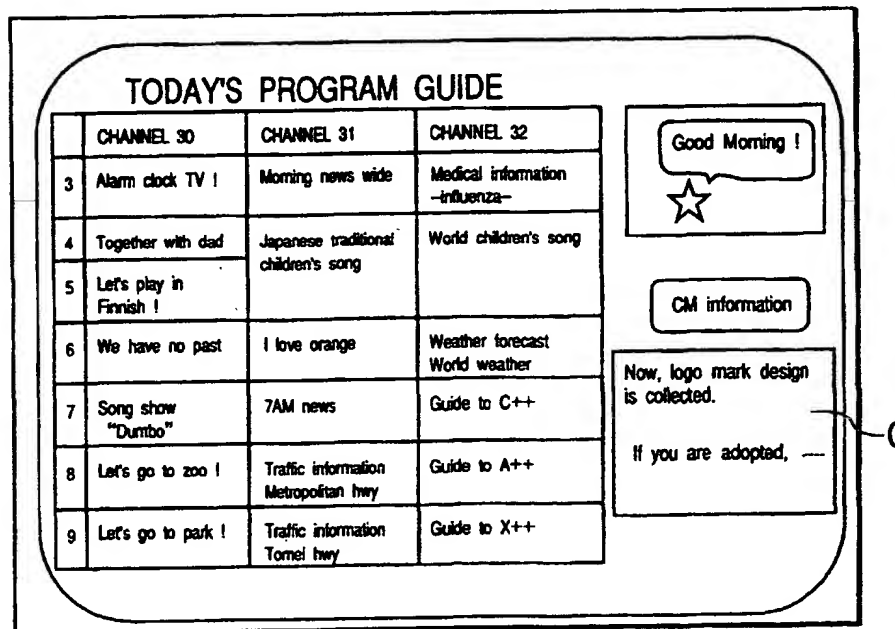 TODAY'S PROGRAM GUIDE
CHANNEL 30 CHANNEL 31 CHANNEL 32
3 Alarm clock TV ! Morning news wide Medical information
–influenza–
4 Together with dad Japanese traditional World children's song
children's song
5 Let's play in
Finnish !
6 We have no past I love orange Weather forecast
World weather
7 Song show 7AM news Guide to C++
"Dumbo"
8 Let's go to zoo ! Traffic information Guide to A++
Metropolitan hwy
9 Let's go to park ! Traffic information Guide to X++
Tomei hwy
Good Morning !
CM information
Now, logo mark design
is collected.
If you are adopted, ----